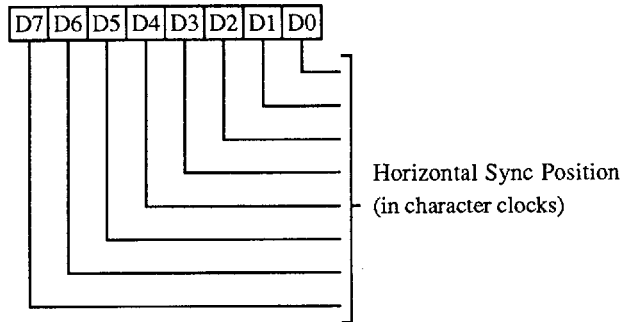 D7 D6 D5 D4 D3 D2 D1 D0
Horizontal Sync Position
(in character clocks)